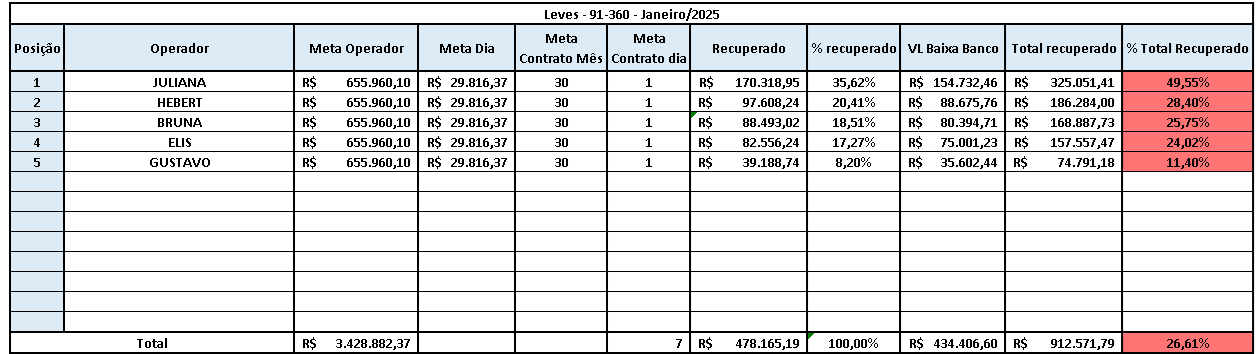 Leves - 91-360 - Janeiro/2025
Posição Operador Meta Operador Meta Dia Meta Contrato Mês Meta Contrato dia Recuperado % recuperado VL Baixa Banco Total recuperado % Total Recuperado
1 JULIANA R$ 655.960,10 R$ 29.816,37 30 1 R$ 170.318,95 35,62% R$ 154.732,46 R$ 325.051,41 49,55%
2 HEBERT R$ 655.960,10 R$ 29.816,37 30 1 R$ 97.608,24 20,41% R$ 88.675,76 R$ 186.284,00 28,40%
3 BRUNA R$ 655.960,10 R$ 29.816,37 30 1 R$ 88.493,02 18,51% R$ 80.394,71 R$ 168.887,73 25,75%
4 ELIS R$ 655.960,10 R$ 29.816,37 30 1 R$ 82.556,24 17,27% R$ 75.001,23 R$ 157.557,47 24,02%
5 GUSTAVO R$ 655.960,10 R$ 29.816,37 30 1 R$ 39.188,74 8,20% R$ 35.602,44 R$ 74.791,18 11,40%
Total R$ 3.428.882,37 7 R$ 478.165,19 100,00% R$ 434.406,60 R$ 912.571,79 26,61%